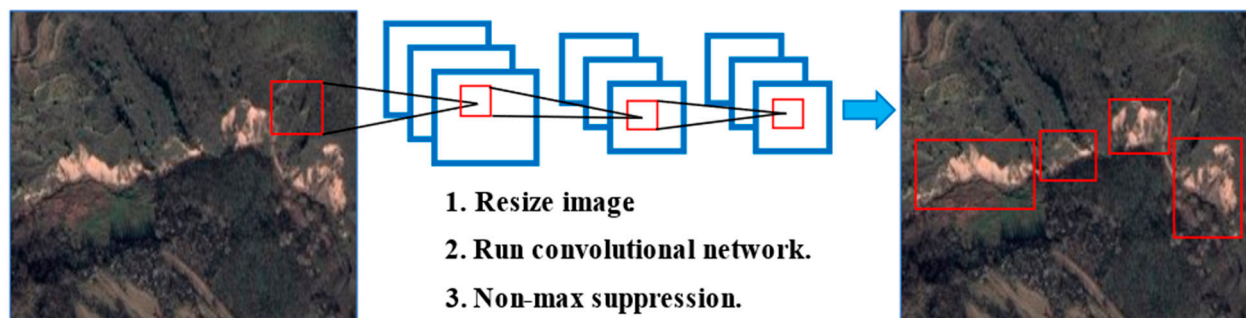 1. Resize image
2. Run convolutional network.
3. Non-max suppression.